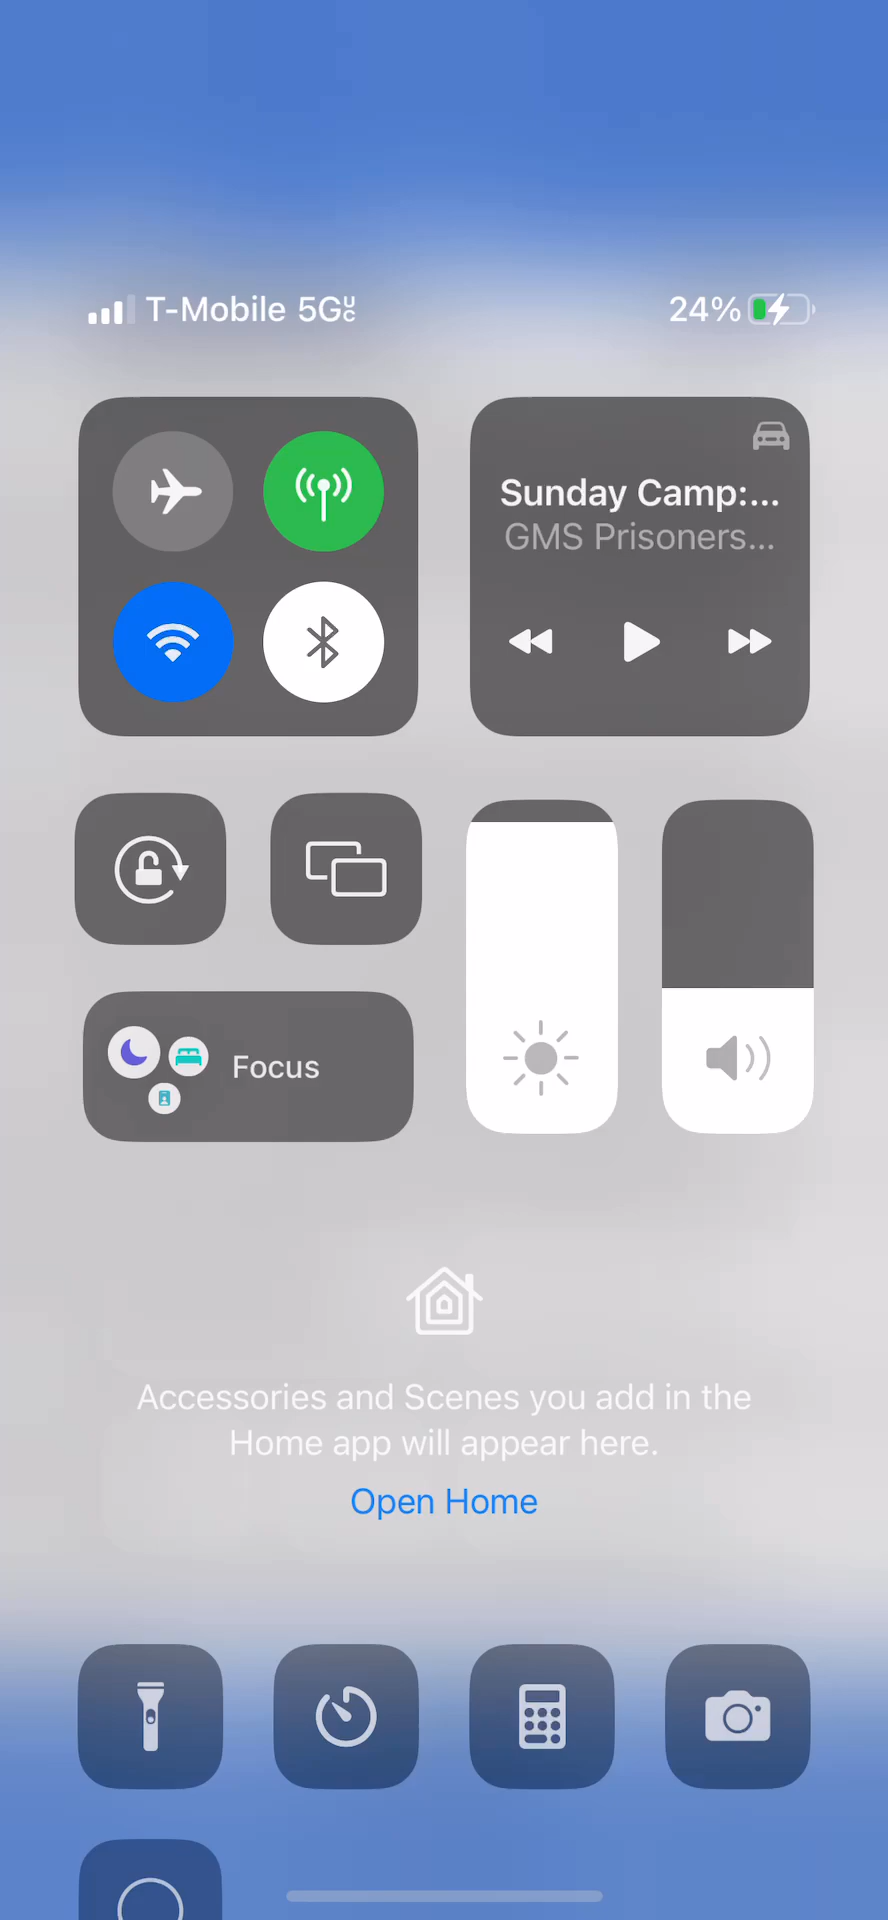 T-Mobile 5GUC
24%
Sunday Camp:...
GMS Prisoners...
Focus
Accessories and Scenes you add in the
Home app will appear here.
Open Home